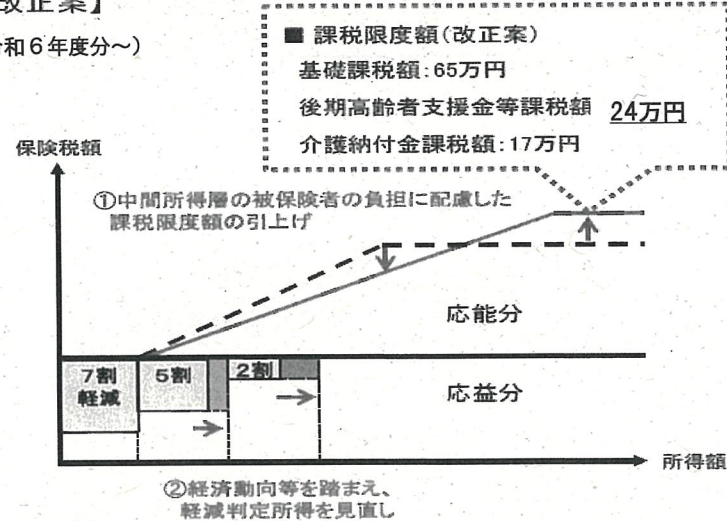 改正案】
和6年度分～）
■ 課税限度額（改正案）
基礎課税額：65万円
後期高齢者支援金等課税額 24万円
介護納付金課税額：17万円
保険税額
①中間所得層の被保険者の負担に配慮した
課税限度額の引上げ
応能分
7割
軽減
5割
2割
応益分
所得額
②経済動向等を踏まえ、
軽減判定所得を見直し